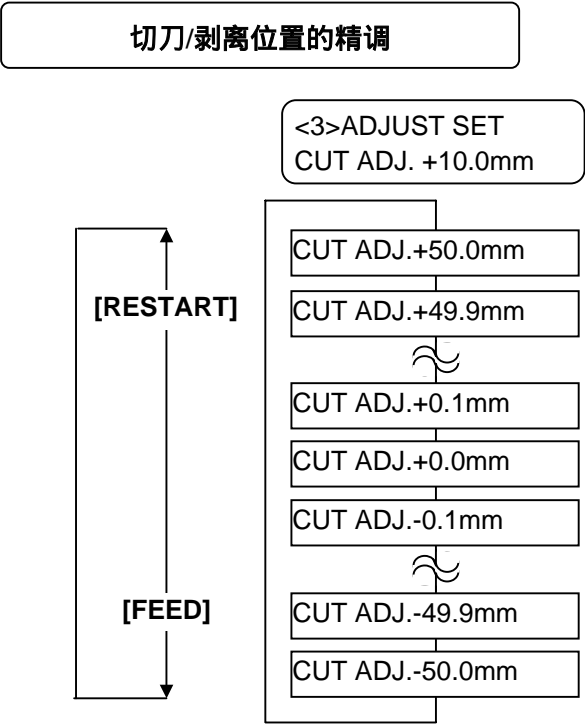 切刀/剥离位置的精调
<3>ADJUST SET
CUT ADJ. +10.0mm
CUT ADJ.+50.0mm
[RESTART]
CUT ADJ.+49.9mm
CUT ADJ.+0.1mm
CUT ADJ.+0.0mm
CUT ADJ.-0.1mm
[FEED]
CUT ADJ.-49.9mm
CUT ADJ.-50.0mm